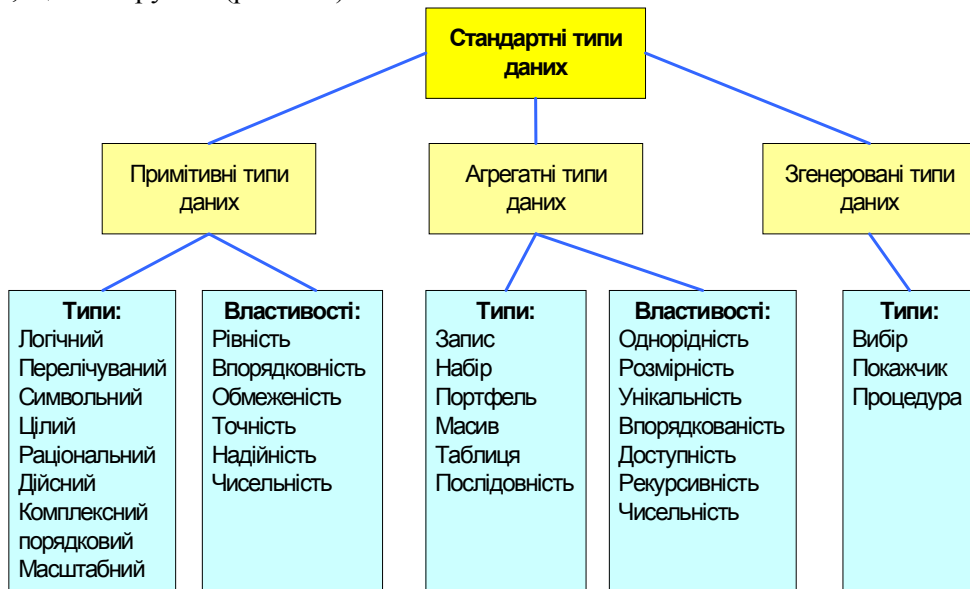 Стандартні типи
даних
Примітивні типи
даних
Агрегатні типи
даних
Згенеровані типи
даних
Типи:
Логічний
Перелічуваний
Символьний
Цілий
Раціональний
Дійсний
Комплексний
порядковий
Масштабний
Властивості:
Рівність
Впорядковність
Обмеженість
Точність
Надійність
Чисельність
Типи:
Запис
Набір
Портфель
Масив
Таблиця
Послідовність
Властивості:
Однорідність
Розмірність
Унікальність
Впорядкованість
Доступність
Рекурсивність
Чисельність
Типи:
Вибір
Покажчик
Процедура